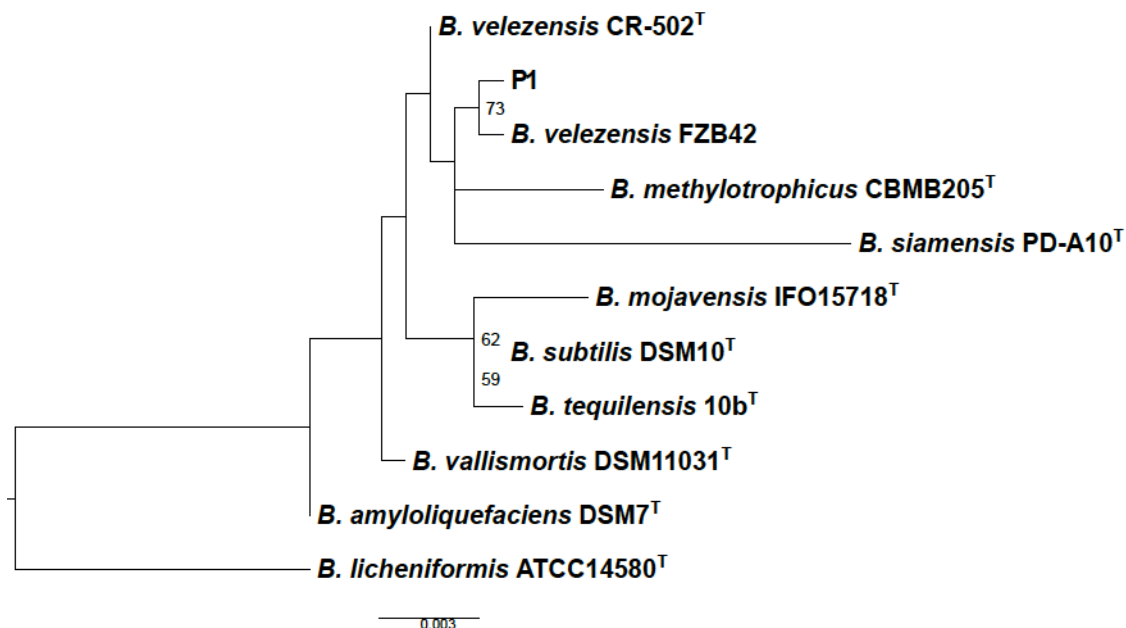 B. velezensis CR-502ᵀ
P1
73
B. velezensis FZB42
B. methylotrophicus CBMB205ᵀ
B. siamensis PD-A10ᵀ
B. mojavensis IFO15718ᵀ
62
B. subtilis DSM10ᵀ
59
B. tequilensis 10bᵀ
B. vallismortis DSM11031ᵀ
B. amyloliquefaciens DSM7ᵀ
B. licheniformis ATCC14580ᵀ
0.003